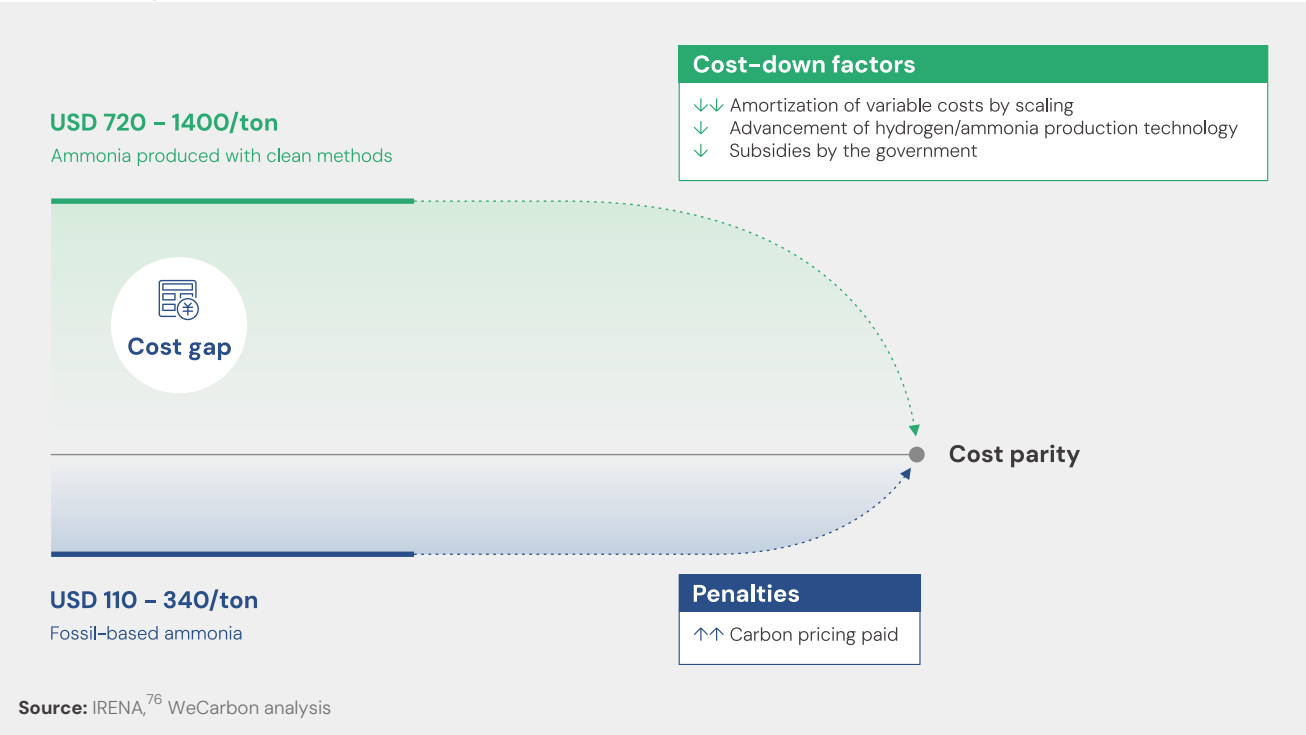 Cost-down factors
↓↓ Amortization of variable costs by scaling
↓ Advancement of hydrogen/ammonia production technology
↓ Subsidies by the government
USD 720 – 1400/ton
Ammonia produced with clean methods
¥
Cost gap
Cost parity
USD 110 – 340/ton
Fossil-based ammonia
Penalties
↑↑ Carbon pricing paid
Source: IRENA,76 WeCarbon analysis